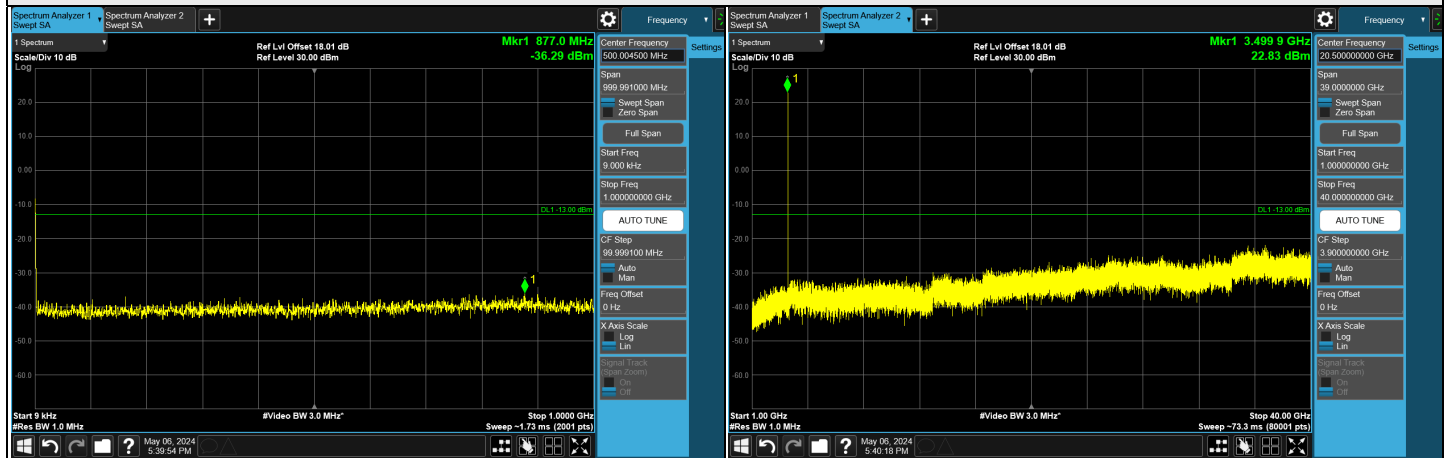 Spectrum Analyzer 1
Swept SA
Spectrum Analyzer 2
Swept SA
+
Frequency
Settings
1 Spectrum
Scale/Div 10 dB
Log
Ref Lvl Offset 18.01 dB
Ref Level 30.00 dBm
Mkr1 877.0 MHz
-36.29 dBm
1
20.0
10.0
0.00
-10.0
-20.0
-30.0
-40.0
-50.0
-60.0
DL1 -13.00 dBm
Start 9 kHz
#Res BW 1.0 MHz
#Video BW 3.0 MHz*
Stop 1.0000 GHz
Sweep ~1.73 ms (2001 pts)
Center Frequency
500.004500 MHz
Span
999.991000 MHz
Swept Span
Zero Span
Full Span
Start Freq
9.000 kHz
Stop Freq
1.000000000 GHz
AUTO TUNE
CF Step
99.999100 MHz
Auto
Man
Freq Offset
0 Hz
X Axis Scale
Log
Lin
Signal Track
(Span Zoom)
On
Off
?
May 06, 2024
5:39:54 PM
Spectrum Analyzer 1
Swept SA
Spectrum Analyzer 2
Swept SA
+
Frequency
Settings
1 Spectrum
Scale/Div 10 dB
Log
Ref Lvl Offset 18.01 dB
Ref Level 30.00 dBm
Mkr1 3.499 9 GHz
22.83 dBm
1
20.0
10.0
0.00
-10.0
-20.0
-30.0
-40.0
-50.0
-60.0
DL1 -13.00 dBm
Start 1.00 GHz
#Res BW 1.0 MHz
#Video BW 3.0 MHz*
Stop 40.00 GHz
Sweep ~73.3 ms (80001 pts)
Center Frequency
20.500000000 GHz
Span
39.0000000 GHz
Swept Span
Zero Span
Full Span
Start Freq
1.000000000 GHz
Stop Freq
40.000000000 GHz
AUTO TUNE
CF Step
3.900000000 GHz
Auto
Man
Freq Offset
0 Hz
X Axis Scale
Log
Lin
Signal Track
(Span Zoom)
On
Off
?
May 06, 2024
5:40:18 PM